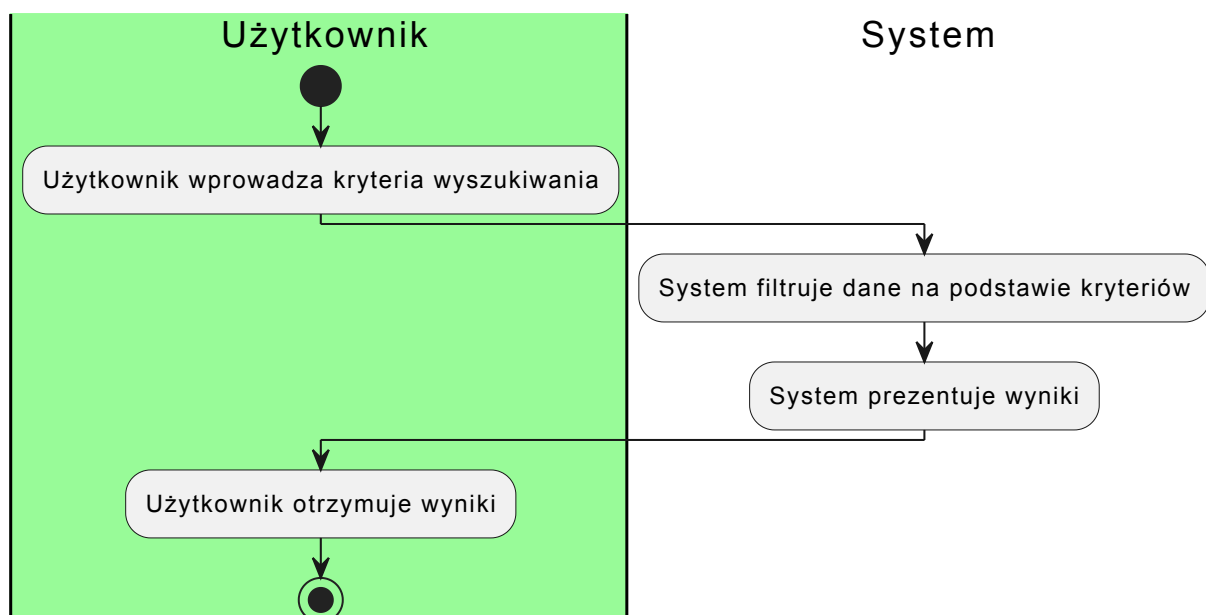 Użytkownik
System
Użytkownik wprowadza kryteria wyszukiwania
System filtruje dane na podstawie kryteriów
System prezentuje wyniki
Użytkownik otrzymuje wyniki